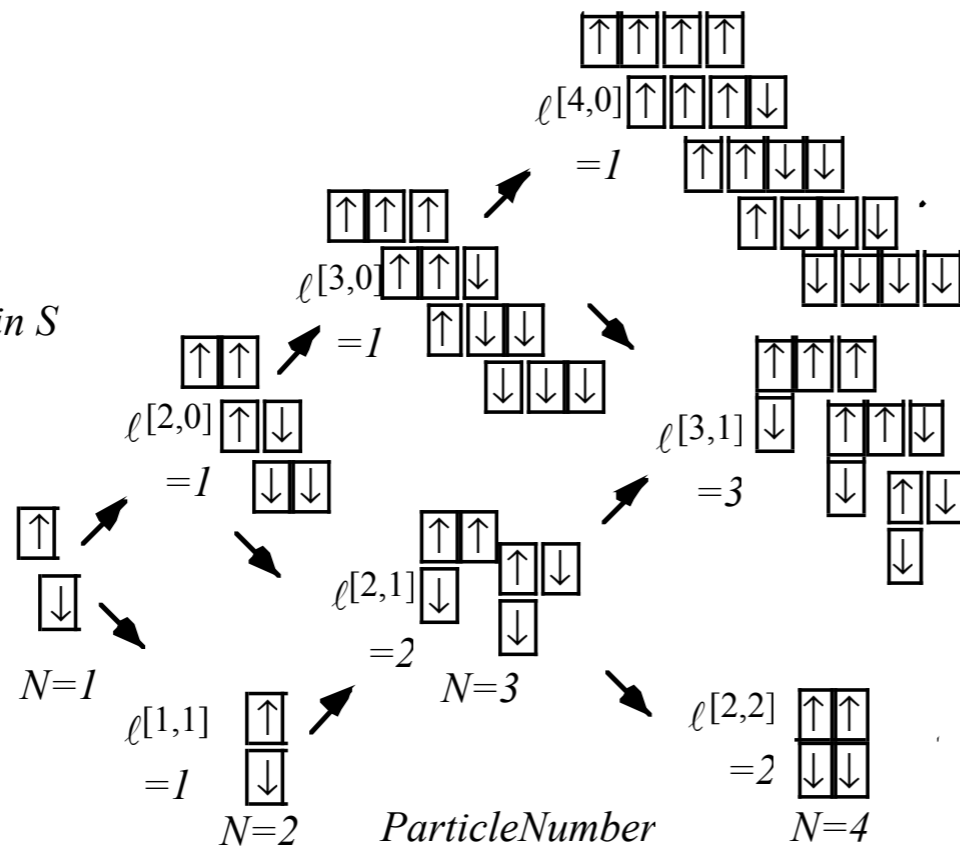 ↑ ↑ ↑ ↑
ℓ[4,0] ↑ ↑ ↑ ↓
=1 ↑ ↑ ↓ ↓
↑ ↓ ↓ ↓
↓ ↓ ↓ ↓
↑ ↑ ↑
ℓ[3,0] ↑ ↑ ↓
=1 ↑ ↓ ↓
↓ ↓ ↓
in S
↑ ↑
ℓ[2,0] ↑ ↓
=1 ↓ ↓
↑ ↑ ↑
ℓ[3,1] ↓ ↑ ↑ ↓
=3 ↓ ↑ ↓
↓
↑
↓
N=1
↑ ↑
ℓ[2,1] ↓ ↑ ↓
=2 ↓
N=3
ℓ[1,1] ↑
=1 ↓
N=2
ℓ[2,2] ↑ ↑
=2 ↓ ↓
ParticleNumber
N=4